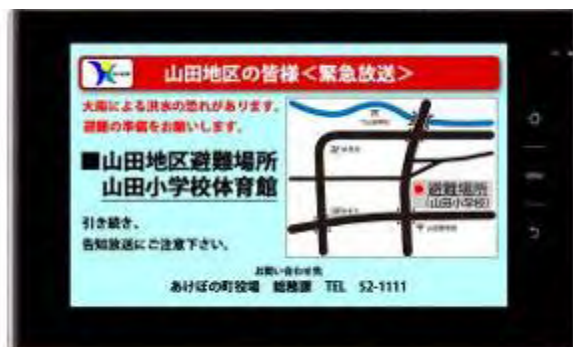 山田地区の皆様＜緊急放送＞
大雨による洪水の恐れがあります。
避難の準備をお願いします。
■山田地区避難場所
山田小学校体育館
避難場所
(山田小学校)
引き続き、
告知放送にご注意下さい。
お問い合わせ先
あけぼの町役場 総務課 TEL 52-1111